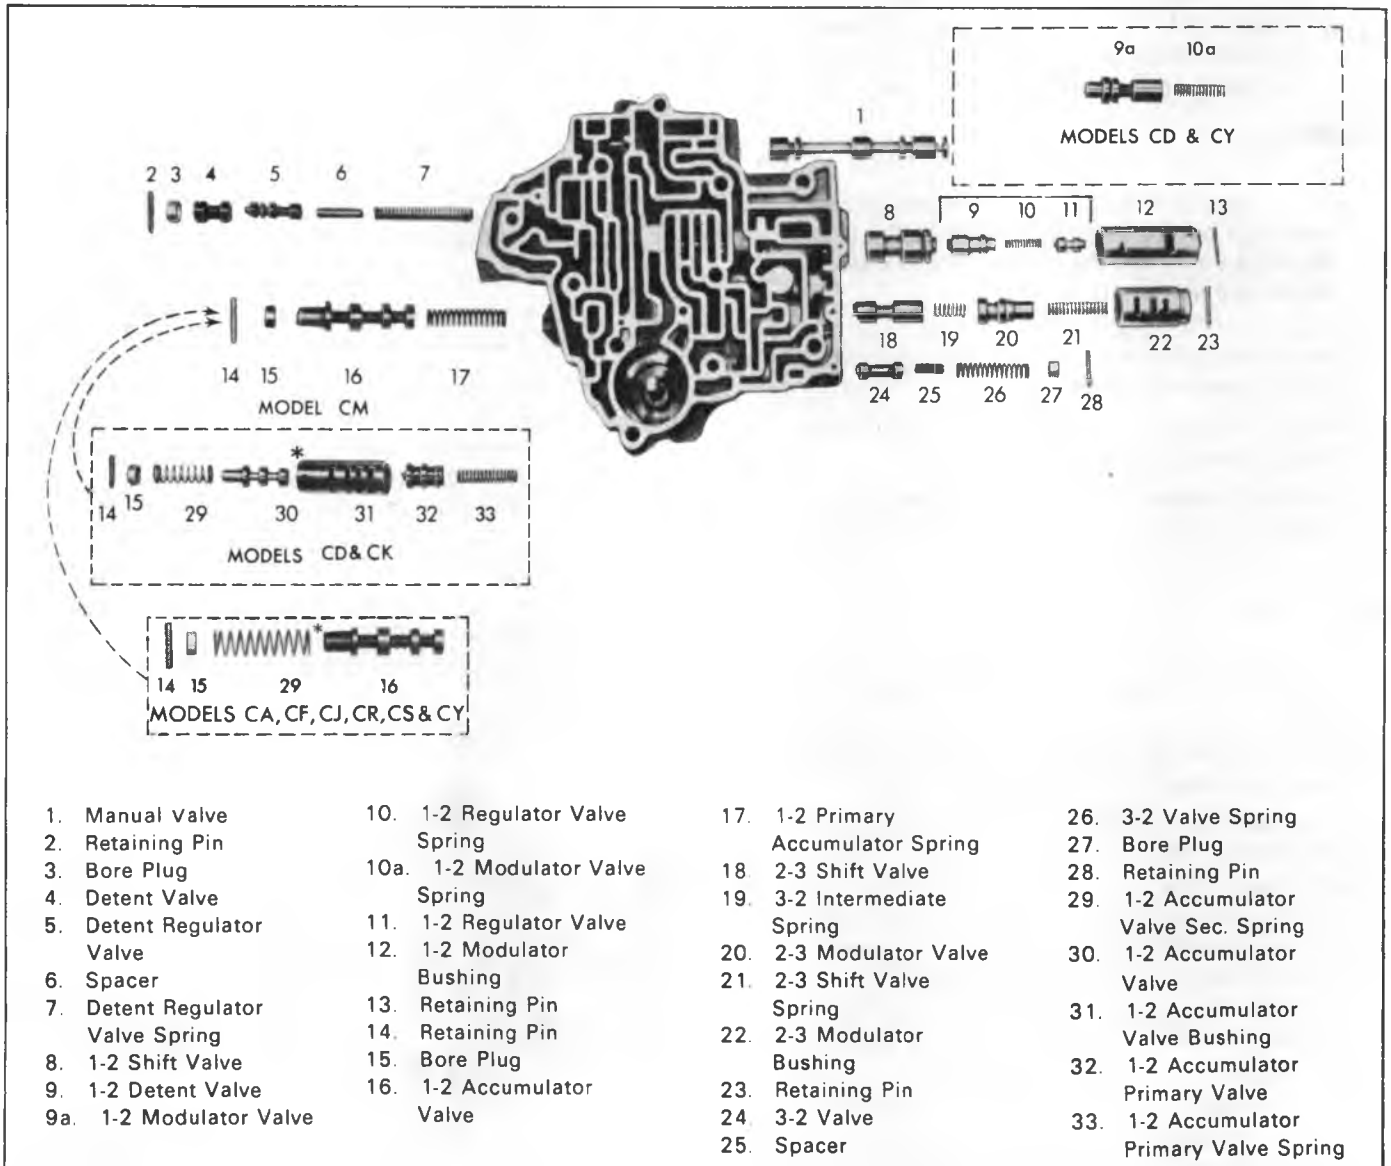 9a 10a
MODELS CD & CY
1
2 3 4 5 6 7
8 9 10 11 12 13
14 15 16 17
MODEL CM
18 19 20 21 22 23
24 25 26 27 28
*
14 15 29 30 31 32 33
MODELS CD & CK
*
14 15 29 16
MODELS CA, CF, CJ, CR, CS & CY
1. Manual Valve
2. Retaining Pin
3. Bore Plug
4. Detent Valve
5. Detent Regulator
Valve
6. Spacer
7. Detent Regulator
Valve Spring
8. 1-2 Shift Valve
9. 1-2 Detent Valve
9a. 1-2 Modulator Valve
10. 1-2 Regulator Valve
Spring
10a. 1-2 Modulator Valve
Spring
11. 1-2 Regulator Valve
12. 1-2 Modulator
Bushing
13. Retaining Pin
14. Retaining Pin
15. Bore Plug
16. 1-2 Accumulator
Valve
17. 1-2 Primary
Accumulator Spring
18. 2-3 Shift Valve
19. 3-2 Intermediate
Spring
20. 2-3 Modulator Valve
21. 2-3 Shift Valve
Spring
22. 2-3 Modulator
Bushing
23. Retaining Pin
24. 3-2 Valve
25. Spacer
26. 3-2 Valve Spring
27. Bore Plug
28. Retaining Pin
29. 1-2 Accumulator
Valve Sec. Spring
30. 1-2 Accumulator
Valve
31. 1-2 Accumulator
Valve Bushing
32. 1-2 Accumulator
Primary Valve
33. 1-2 Accumulator
Primary Valve Spring